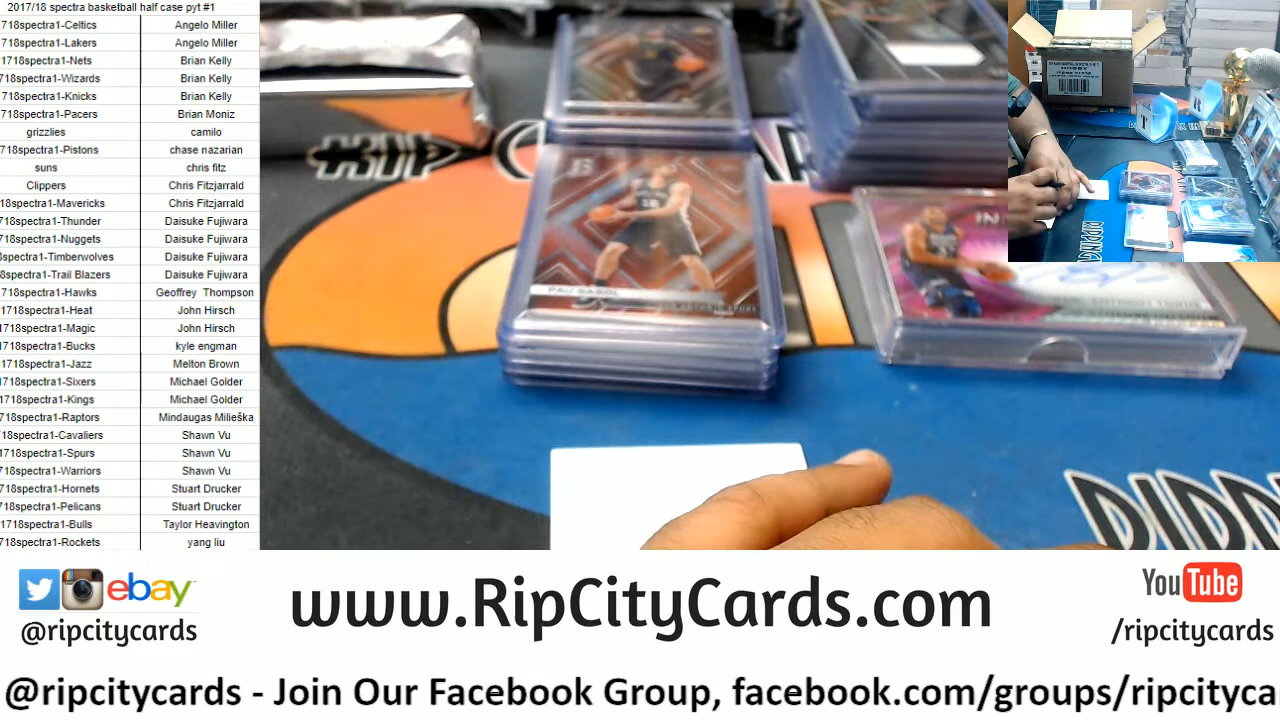 2017/18 spectra basketball half case pyt #1
718spectra1-Celtics Angelo Miller
718spectra1-Lakers Angelo Miller
1718spectra1-Nets Brian Kelly
718spectra1-Wizards Brian Kelly
718spectra1-Knicks Brian Kelly
718spectra1-Pacers Brian Moniz
grizzlies camilo
718spectra1-Pistons chase nazarian
suns chris fitz
Clippers Chris Fitzjarrald
718spectra1-Mavericks Chris Fitzjarrald
718spectra1-Thunder Daisuke Fujiwara
718spectra1-Nuggets Daisuke Fujiwara
spectra1-Timberwolves Daisuke Fujiwara
8spectra1-Trail Blazers Daisuke Fujiwara
718spectra1-Hawks Geoffrey Thompson
1718spectra1-Heat John Hirsch
1718spectra1-Magic John Hirsch
1718spectra1-Bucks kyle engman
1718spectra1-Jazz Melton Brown
1718spectra1-Sixers Michael Golder
1718spectra1-Kings Michael Golder
718spectra1-Raptors Mindaugas Milieška
718spectra1-Cavaliers Shawn Vu
718spectra1-Spurs Shawn Vu
718spectra1-Warriors Shawn Vu
718spectra1-Hornets Stuart Drucker
718spectra1-Pelicans Stuart Drucker
1718spectra1-Bulls Taylor Heavington
718spectra1-Rockets yang liu
RIP
PAU GASOL
HOBBY
RIPPING
ebay
@ripcitycards
www.RipCityCards.com
YouTube
/ripcitycards
@ripcitycards - Join Our Facebook Group, facebook.com/groups/ripcityca